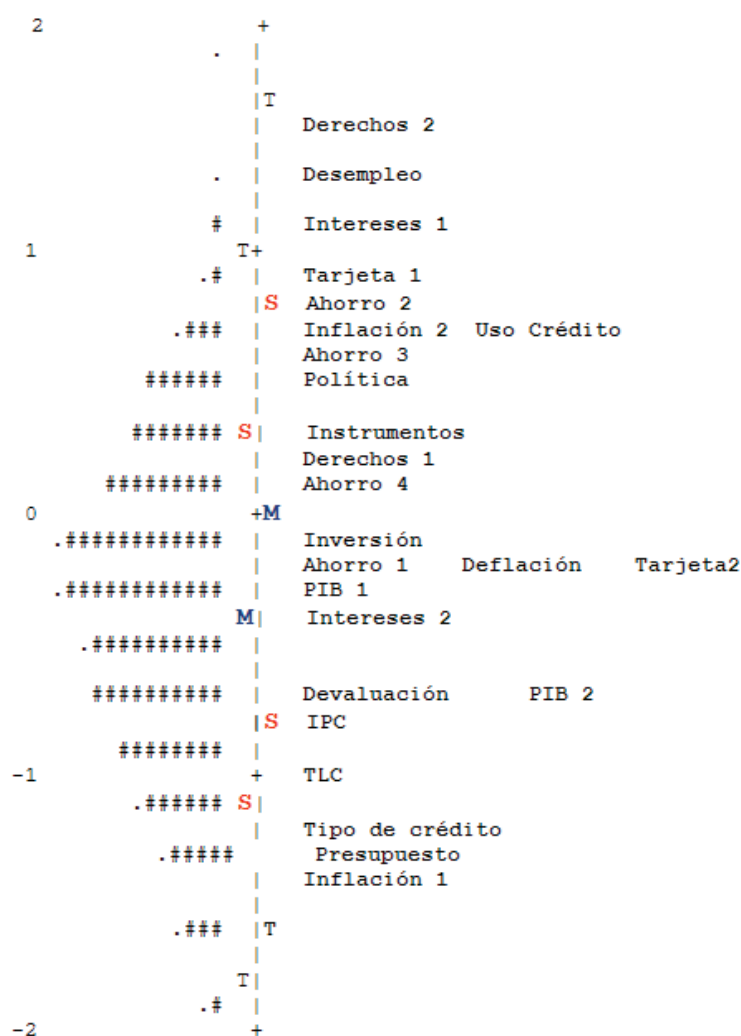 2 +
. |
|
|T
| Derechos 2
|
. | Desempleo
|
# | Intereses 1
1 T+
.# | Tarjeta 1
|S Ahorro 2
.### | Inflación 2 Uso Crédito
| Ahorro 3
###### | Política
|
####### S| Instrumentos
| Derechos 1
######### | Ahorro 4
0 +M
.############ | Inversión
| Ahorro 1 Deflación Tarjeta2
.############ | PIB 1
M| Intereses 2
.########## |
|
########## | Devaluación PIB 2
|S IPC
######## |
-1 + TLC
.###### S|
| Tipo de crédito
.##### Presupuesto
| Inflación 1
|
.### |T
|
T|
.# |
-2 +